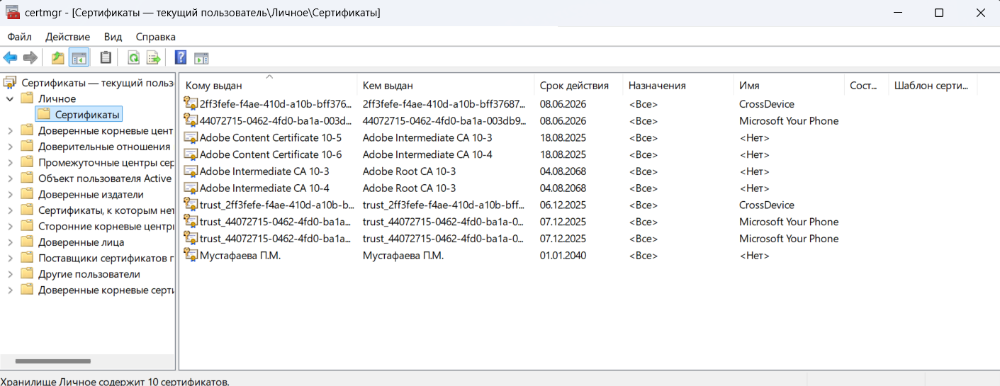 certmgr - [Сертификаты — текущий пользователь\Личное\Сертификаты]
Файл Действие Вид Справка
Сертификаты — текущий польз
Личное
Сертификаты
Доверенные корневые цент
Доверительные отношения
Промежуточные центры сер
Объект пользователя Active
Доверенные издатели
Сертификаты, к которым нет
Сторонние корневые центры
Доверенные лица
Поставщики сертификатов п
Другие пользователи
Доверенные корневые серти
Кому выдан Кем выдан Срок действия Назначения Имя Сост... Шаблон серти...
2ff3fefe-f4ae-410d-a10b-bff376... 2ff3fefe-f4ae-410d-a10b-bff37687... 08.06.2026 <Все> CrossDevice
44072715-0462-4fd0-ba1a-003d... 44072715-0462-4fd0-ba1a-003db9... 08.06.2026 <Все> Microsoft Your Phone
Adobe Content Certificate 10-5 Adobe Intermediate CA 10-3 18.08.2025 <Все> <Нет>
Adobe Content Certificate 10-6 Adobe Intermediate CA 10-4 18.08.2025 <Все> <Нет>
Adobe Intermediate CA 10-3 Adobe Root CA 10-3 04.08.2068 <Все> <Нет>
Adobe Intermediate CA 10-4 Adobe Root CA 10-3 04.08.2068 <Все> <Нет>
trust_2ff3fefe-f4ae-410d-a10b-b... trust_2ff3fefe-f4ae-410d-a10b-bff... 06.12.2025 <Все> CrossDevice
trust_44072715-0462-4fd0-ba1a... trust_44072715-0462-4fd0-ba1a-0... 07.12.2025 <Все> Microsoft Your Phone
trust_44072715-0462-4fd0-ba1a... trust_44072715-0462-4fd0-ba1a-0... 07.12.2025 <Все> Microsoft Your Phone
Мустафаева П.М. Мустафаева П.М. 01.01.2040 <Все> <Нет>
Хранилище Личное содержит 10 сертификатов.